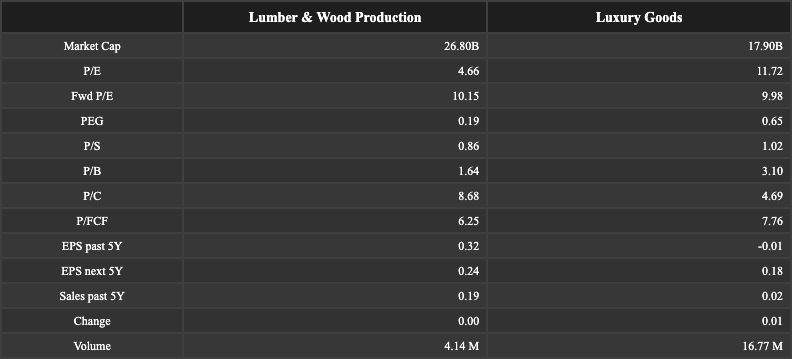 Lumber & Wood Production Luxury Goods
Market Cap 26.80B 17.90B
P/E 4.66 11.72
Fwd P/E 10.15 9.98
PEG 0.19 0.65
P/S 0.86 1.02
P/B 1.64 3.10
P/C 8.68 4.69
P/FCF 6.25 7.76
EPS past 5Y 0.32 -0.01
EPS next 5Y 0.24 0.18
Sales past 5Y 0.19 0.02
Change 0.00 0.01
Volume 4.14 M 16.77 M